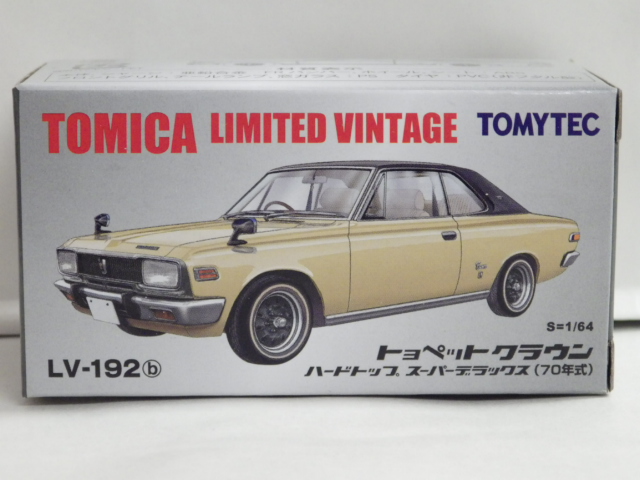 TOMICA LIMITED VINTAGE TOMYTEC
S=1/64
LV-192ⓑ
トヨペット クラウン
ハードトップ スーパーデラックス (70年式)